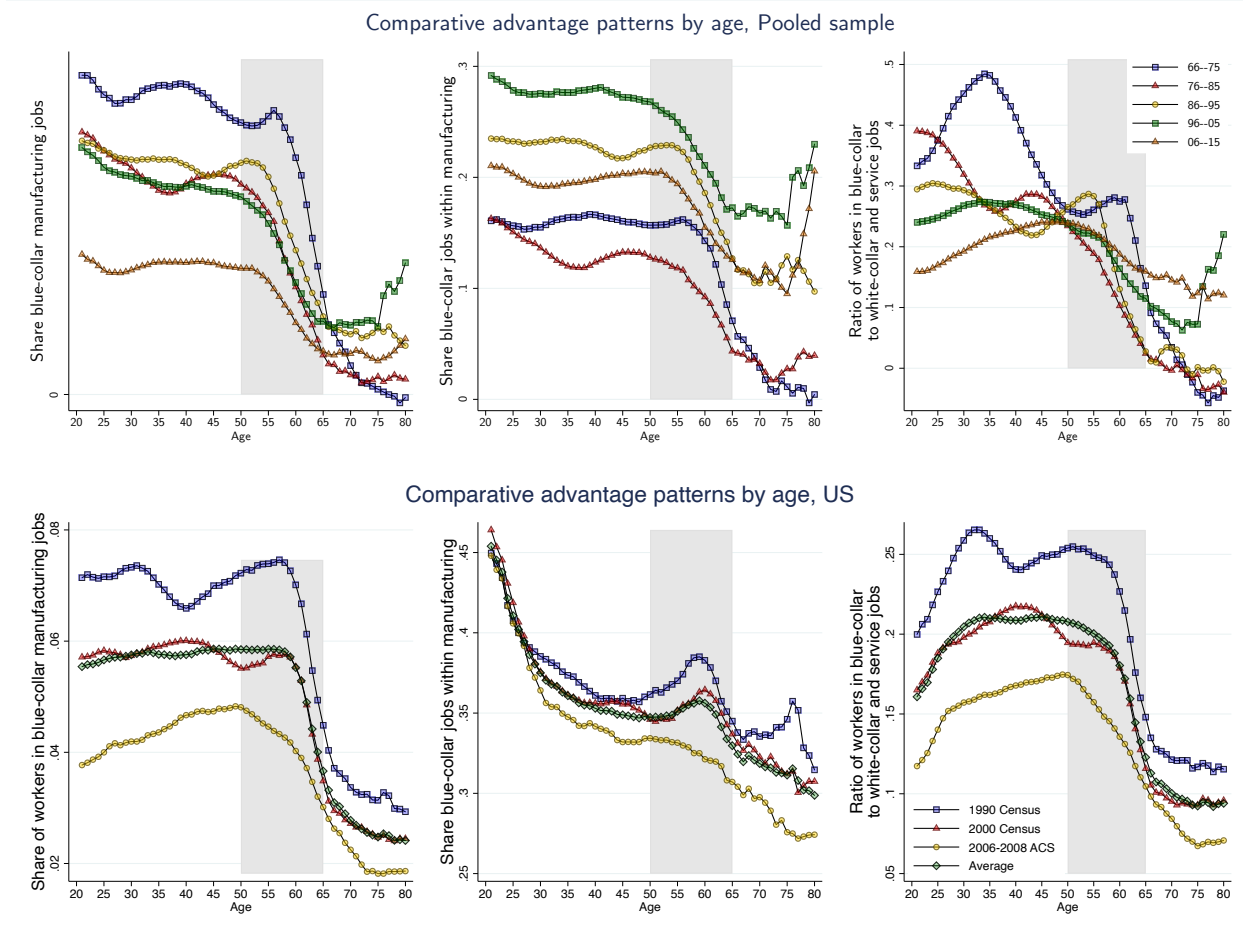 Comparative advantage patterns by age, Pooled sample
Share blue-collar manufacturing jobs
0
20 25 30 35 40 45 50 55 60 65 70 75 80
Age
Share blue-collar jobs within manufacturing
.3
.2
.1
0
20 25 30 35 40 45 50 55 60 65 70 75 80
Age
Ratio of workers in blue-collar
to white-collar and service jobs
.5
.4
.3
.2
.1
0
20 25 30 35 40 45 50 55 60 65 70 75 80
Age
66--75
76--85
86--95
96--05
06--15
Comparative advantage patterns by age, US
Share of workers in blue-collar manufacturing jobs
.08
.06
.04
.02
20 25 30 35 40 45 50 55 60 65 70 75 80
Age
Share blue-collar jobs within manufacturing
.45
.4
.35
.3
.25
20 25 30 35 40 45 50 55 60 65 70 75 80
Age
Ratio of workers in blue-collar
to white-collar and service jobs
.25
.2
.15
.1
.05
20 25 30 35 40 45 50 55 60 65 70 75 80
Age
1990 Census
2000 Census
2006-2008 ACS
Average